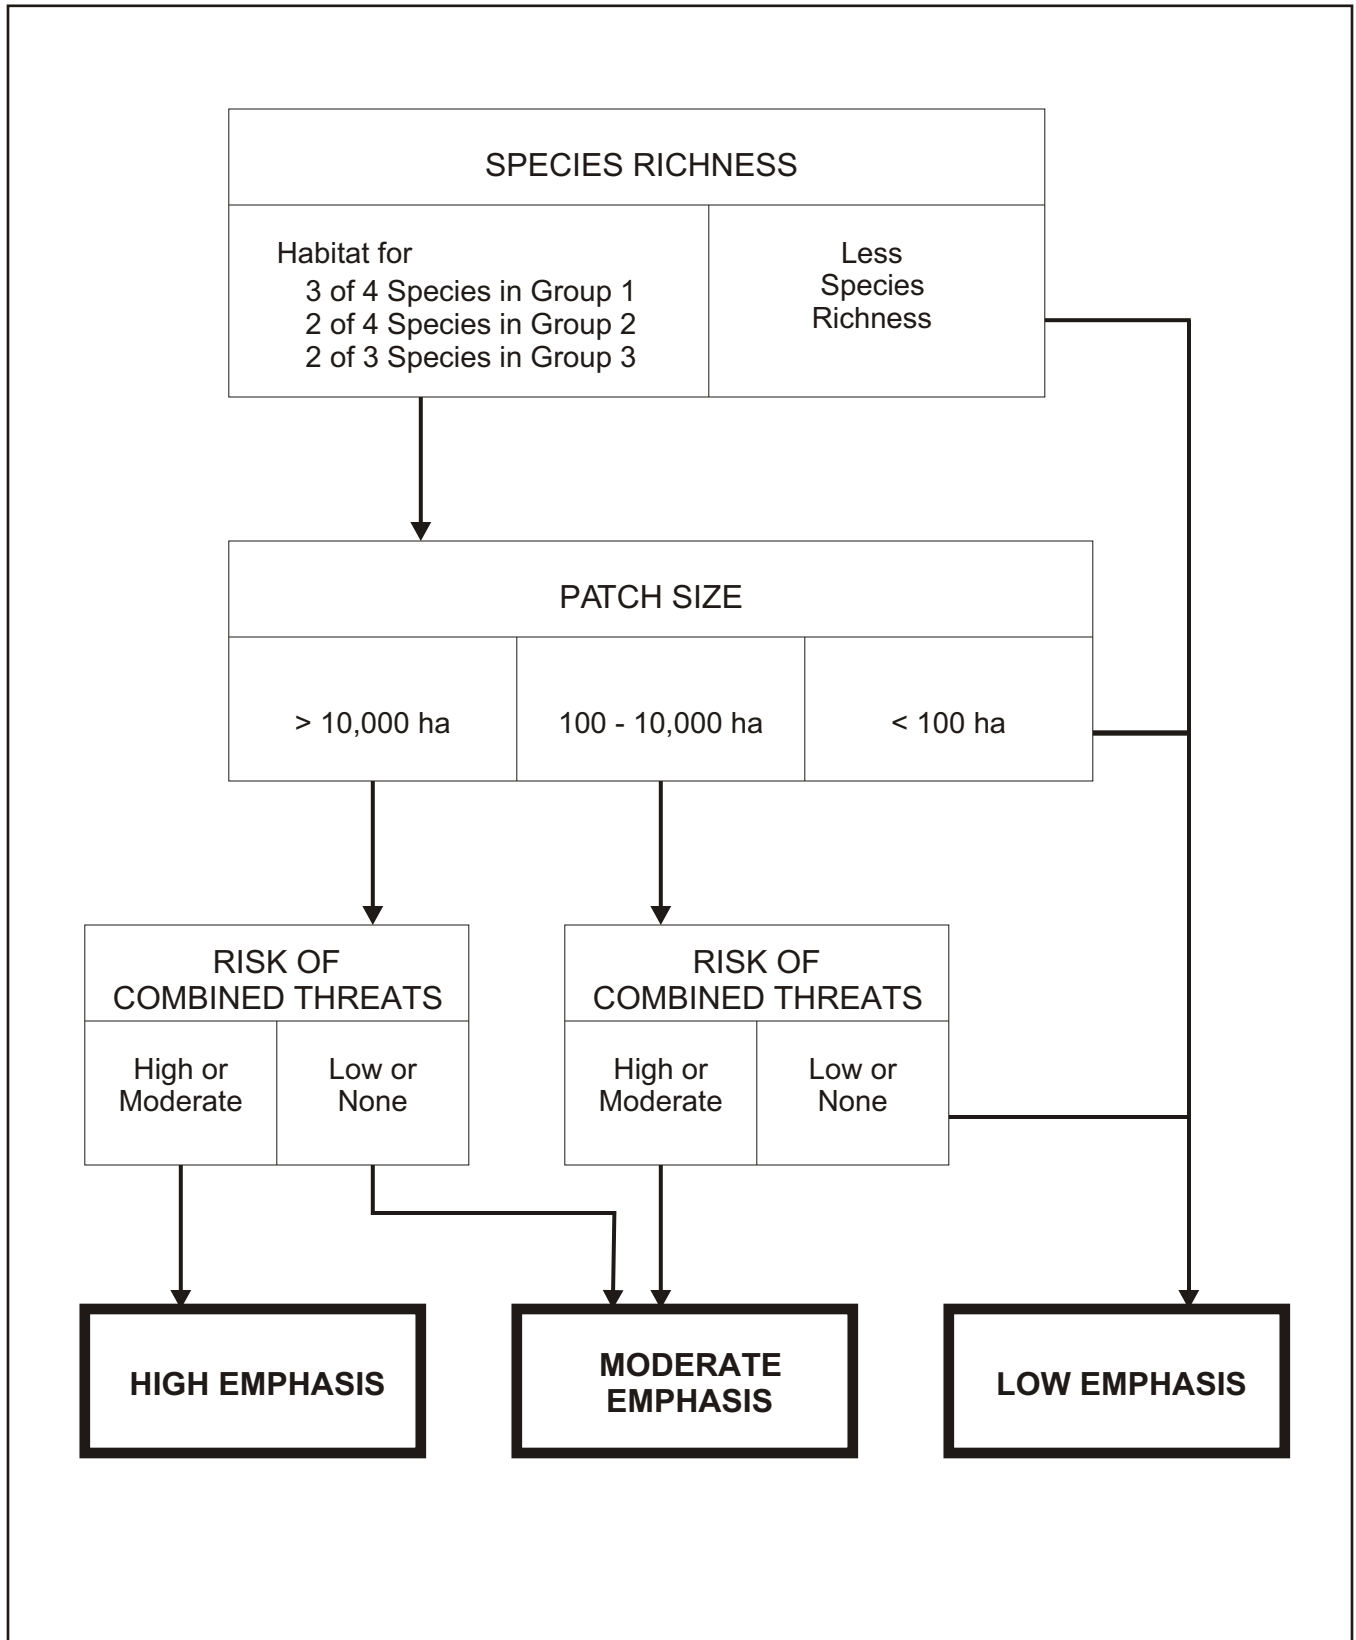 SPECIES RICHNESS
Habitat for
3 of 4 Species in Group 1
2 of 4 Species in Group 2
2 of 3 Species in Group 3
Less
Species
Richness
PATCH SIZE
> 10,000 ha
100 - 10,000 ha
< 100 ha
RISK OF
COMBINED THREATS
High or
Moderate
Low or
None
RISK OF
COMBINED THREATS
High or
Moderate
Low or
None
HIGH EMPHASIS
MODERATE
EMPHASIS
LOW EMPHASIS